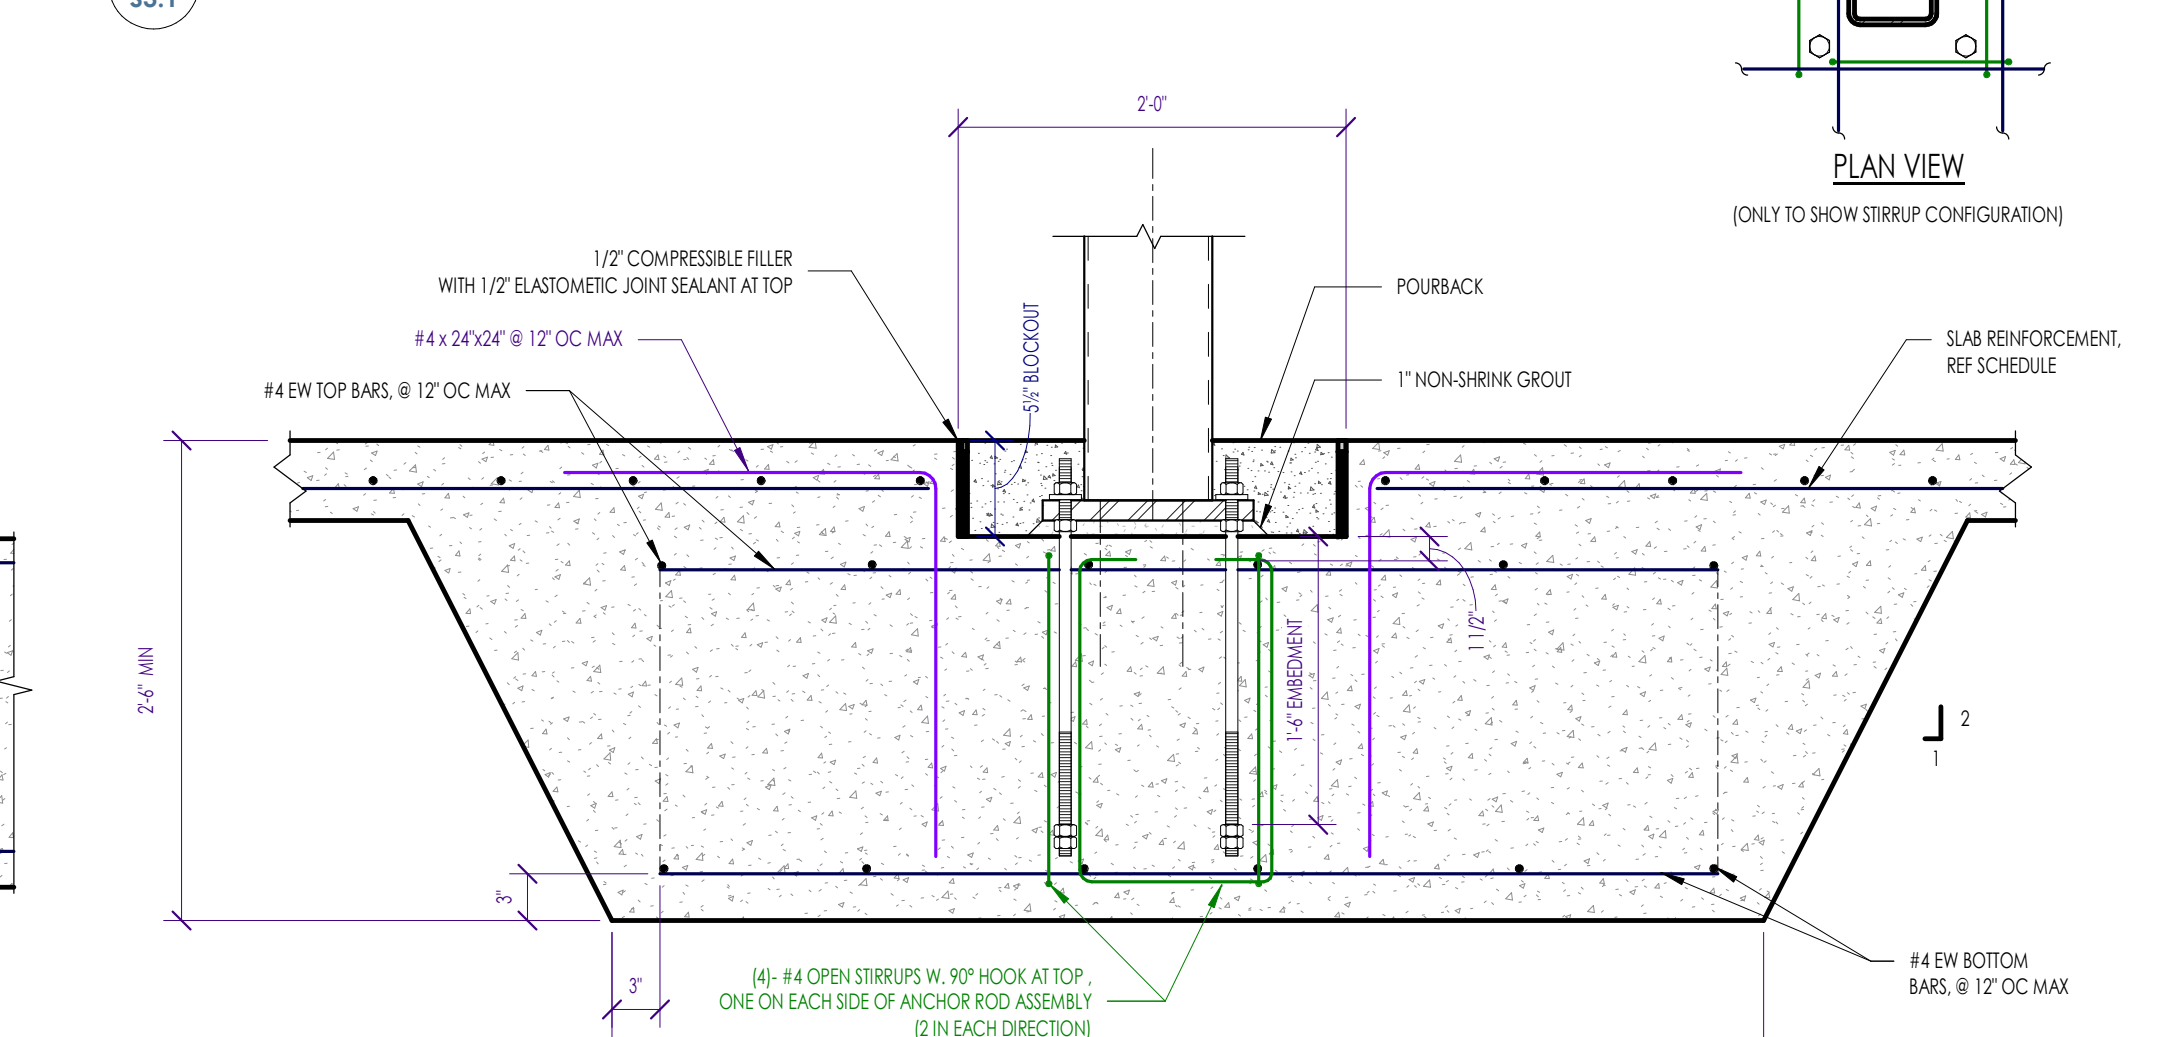 S3.1
2'-0"
PLAN VIEW
(ONLY TO SHOW STIRRUP CONFIGURATION)
1/2" COMPRESSIBLE FILLER
WITH 1/2" ELASTOMETIC JOINT SEALANT AT TOP
POURBACK
#4 x 24"x24" @ 12" OC MAX
5½" BLOCKOUT
SLAB REINFORCEMENT,
REF SCHEDULE
#4 EW TOP BARS, @ 12" OC MAX
1" NON-SHRINK GROUT
2'-6" MIN
1'-6" EMBEDMENT
1 1/2"
2
1
3"
3"
(4)- #4 OPEN STIRRUPS W. 90º HOOK AT TOP ,
ONE ON EACH SIDE OF ANCHOR ROD ASSEMBLY
(2 IN EACH DIRECTION)
#4 EW BOTTOM
BARS, @ 12" OC MAX